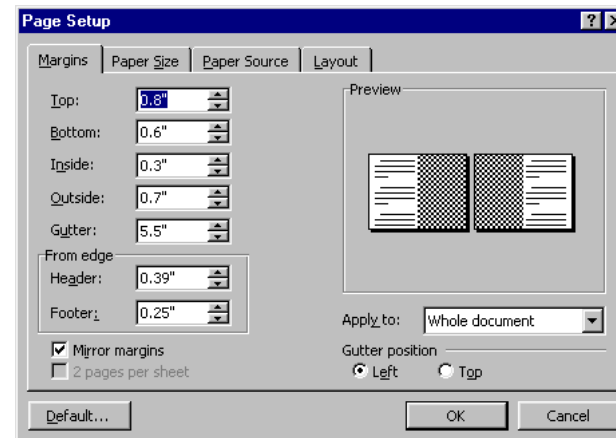 Page Setup
Margins Paper Size Paper Source Layout
Top: 0.8"
Bottom: 0.6"
Inside: 0.3"
Outside: 0.7"
Gutter: 5.5"
From edge
Header: 0.39"
Footer: 0.25"
Mirror margins
2 pages per sheet
Preview
Apply to: Whole document
Gutter position
Left Top
Default... OK Cancel